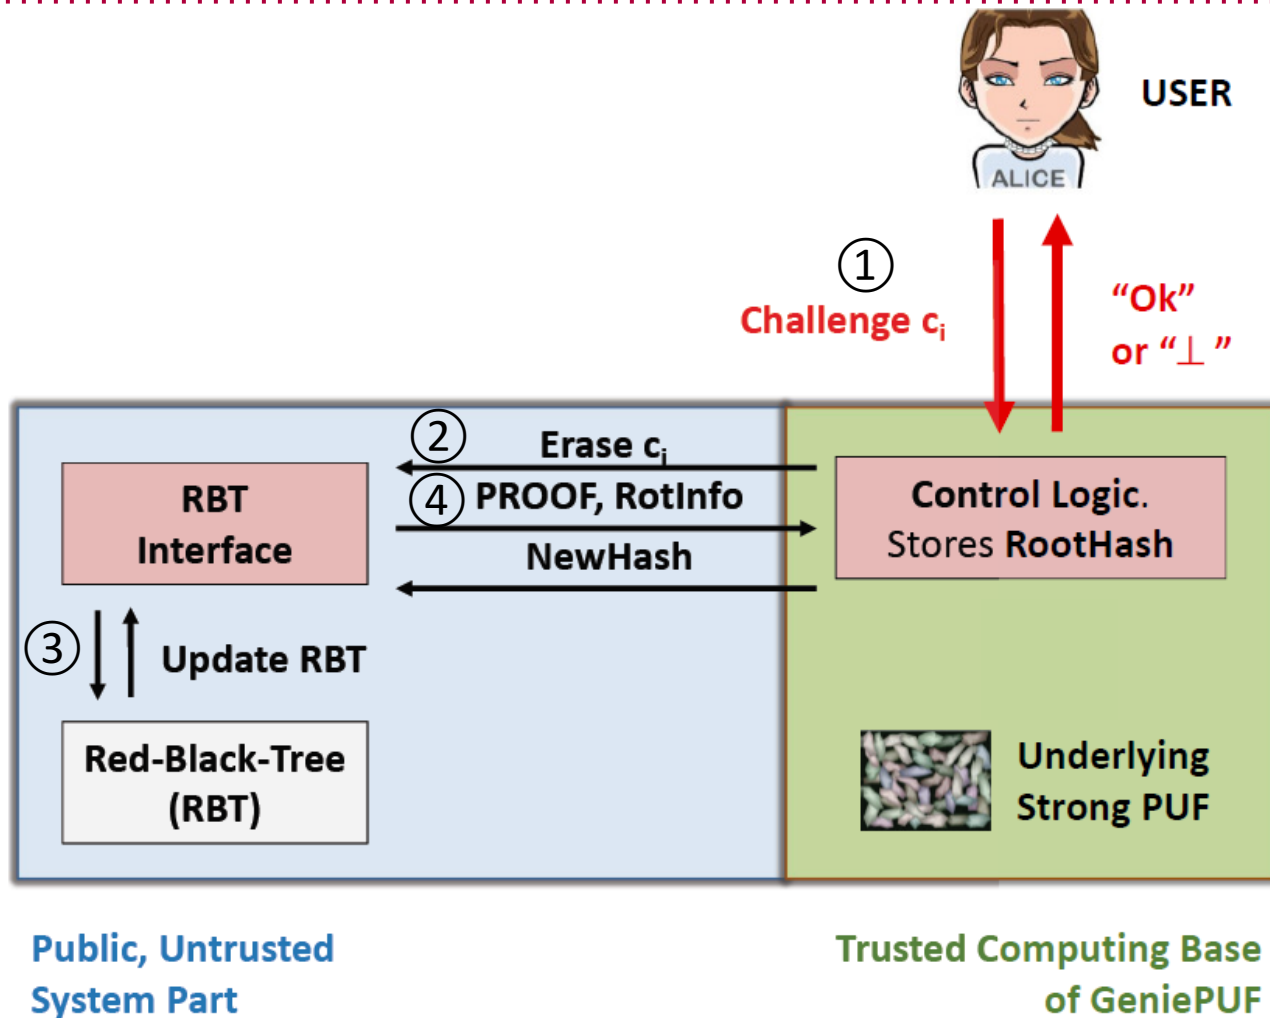 USER
ALICE
①
Challenge cᵢ
“Ok”
or “⊥”
②
Erase cᵢ
④
PROOF, RotInfo
NewHash
RBT
Interface
Control Logic.
Stores RootHash
③
Update RBT
Red-Black-Tree
(RBT)
Underlying
Strong PUF
Public, Untrusted
System Part
Trusted Computing Base
of GeniePUF